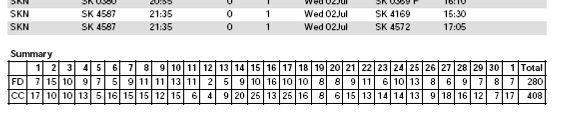 SKN SK 0380 20:55 0 1 Wed 02Jul SK 0369 P 16:10
SKN SK 4587 21:35 0 1 Wed 02Jul SK 4169 15:30
SKN SK 4587 21:35 0 1 Wed 02Jul SK 4572 17:05
Summary
1 2 3 4 5 6 7 8 9 10 11 12 13 14 15 16 17 18 19 20 21 22 23 24 25 26 27 28 29 30 1 Total
FD 7 15 10 9 7 5 9 11 11 13 11 2 5 9 10 16 10 10 8 8 9 11 6 10 13 8 6 9 7 8 7 280
CC 17 10 10 13 5 16 15 15 12 15 6 4 9 20 25 13 25 16 8 6 15 13 14 14 13 9 18 16 12 7 17 408